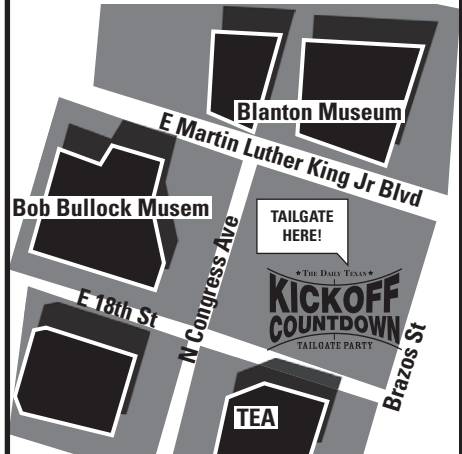 Blanton Museum
E Martin Luther King Jr Blvd
Bob Bullock Musem
N Congress Ave
TAILGATE
HERE!
★ THE DAILY TEXAN ★
KICKOFF
COUNTDOWN
TAILGATE PARTY
E 18th St
Brazos St
TEA